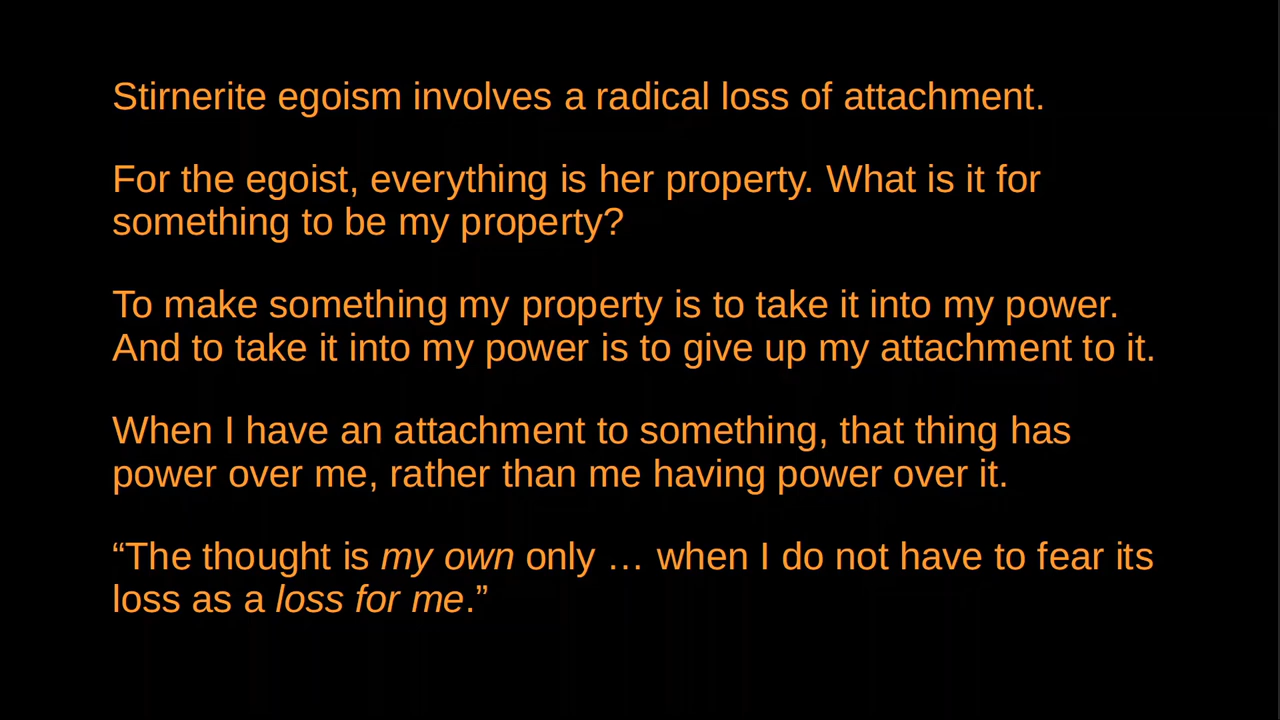 Stirnerite egoism involves a radical loss of attachment.
For the egoist, everything is her property. What is it for
something to be my property?
To make something my property is to take it into my power.
And to take it into my power is to give up my attachment to it.
When I have an attachment to something, that thing has
power over me, rather than me having power over it.
“The thought is my own only … when I do not have to fear its
loss as a loss for me.”